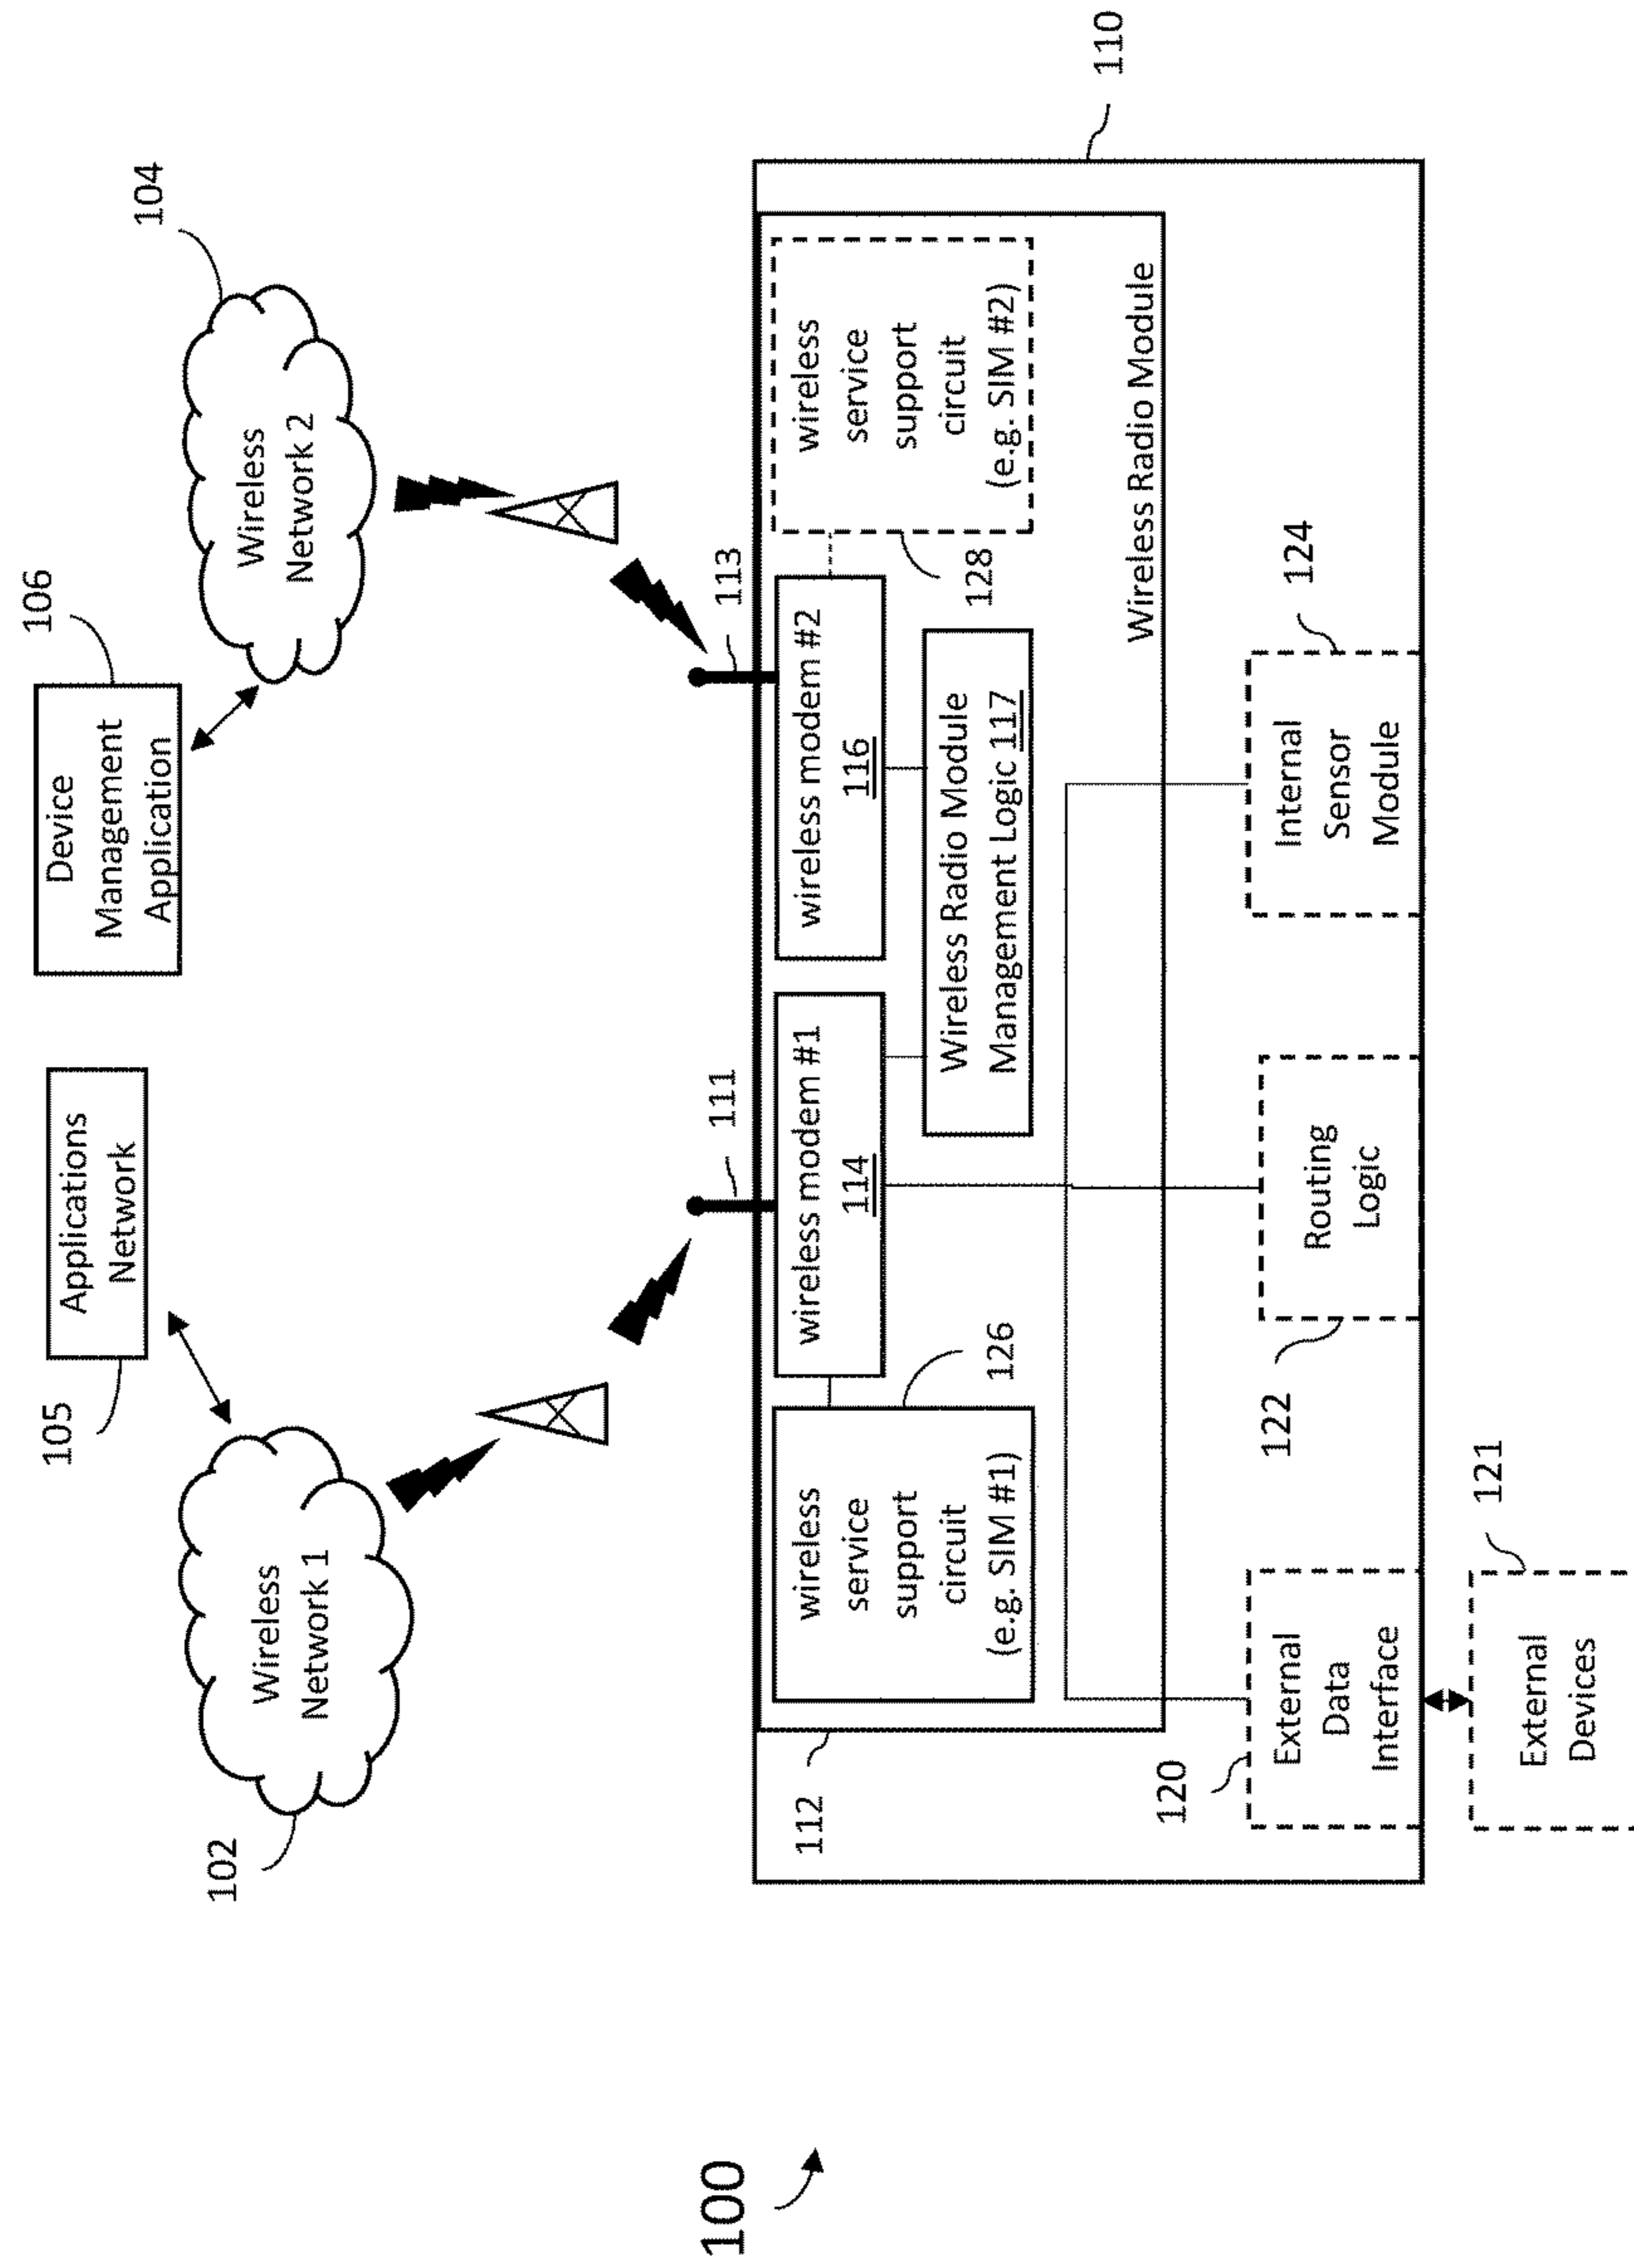 100
105
Applications
Network
106
Device
Management
Application
102
Wireless
Network 1
104
Wireless
Network 2
111
113
110
112
wireless
service
support
circuit
(e.g. SIM #1)
126
wireless modem #1
114
wireless modem #2
116
wireless
service
support
circuit
(e.g. SIM #2)
128
Wireless Radio Module
Management Logic 117
Wireless Radio Module
120
External
Data
Interface
122
Routing
Logic
124
Internal
Sensor
Module
121
External
Devices